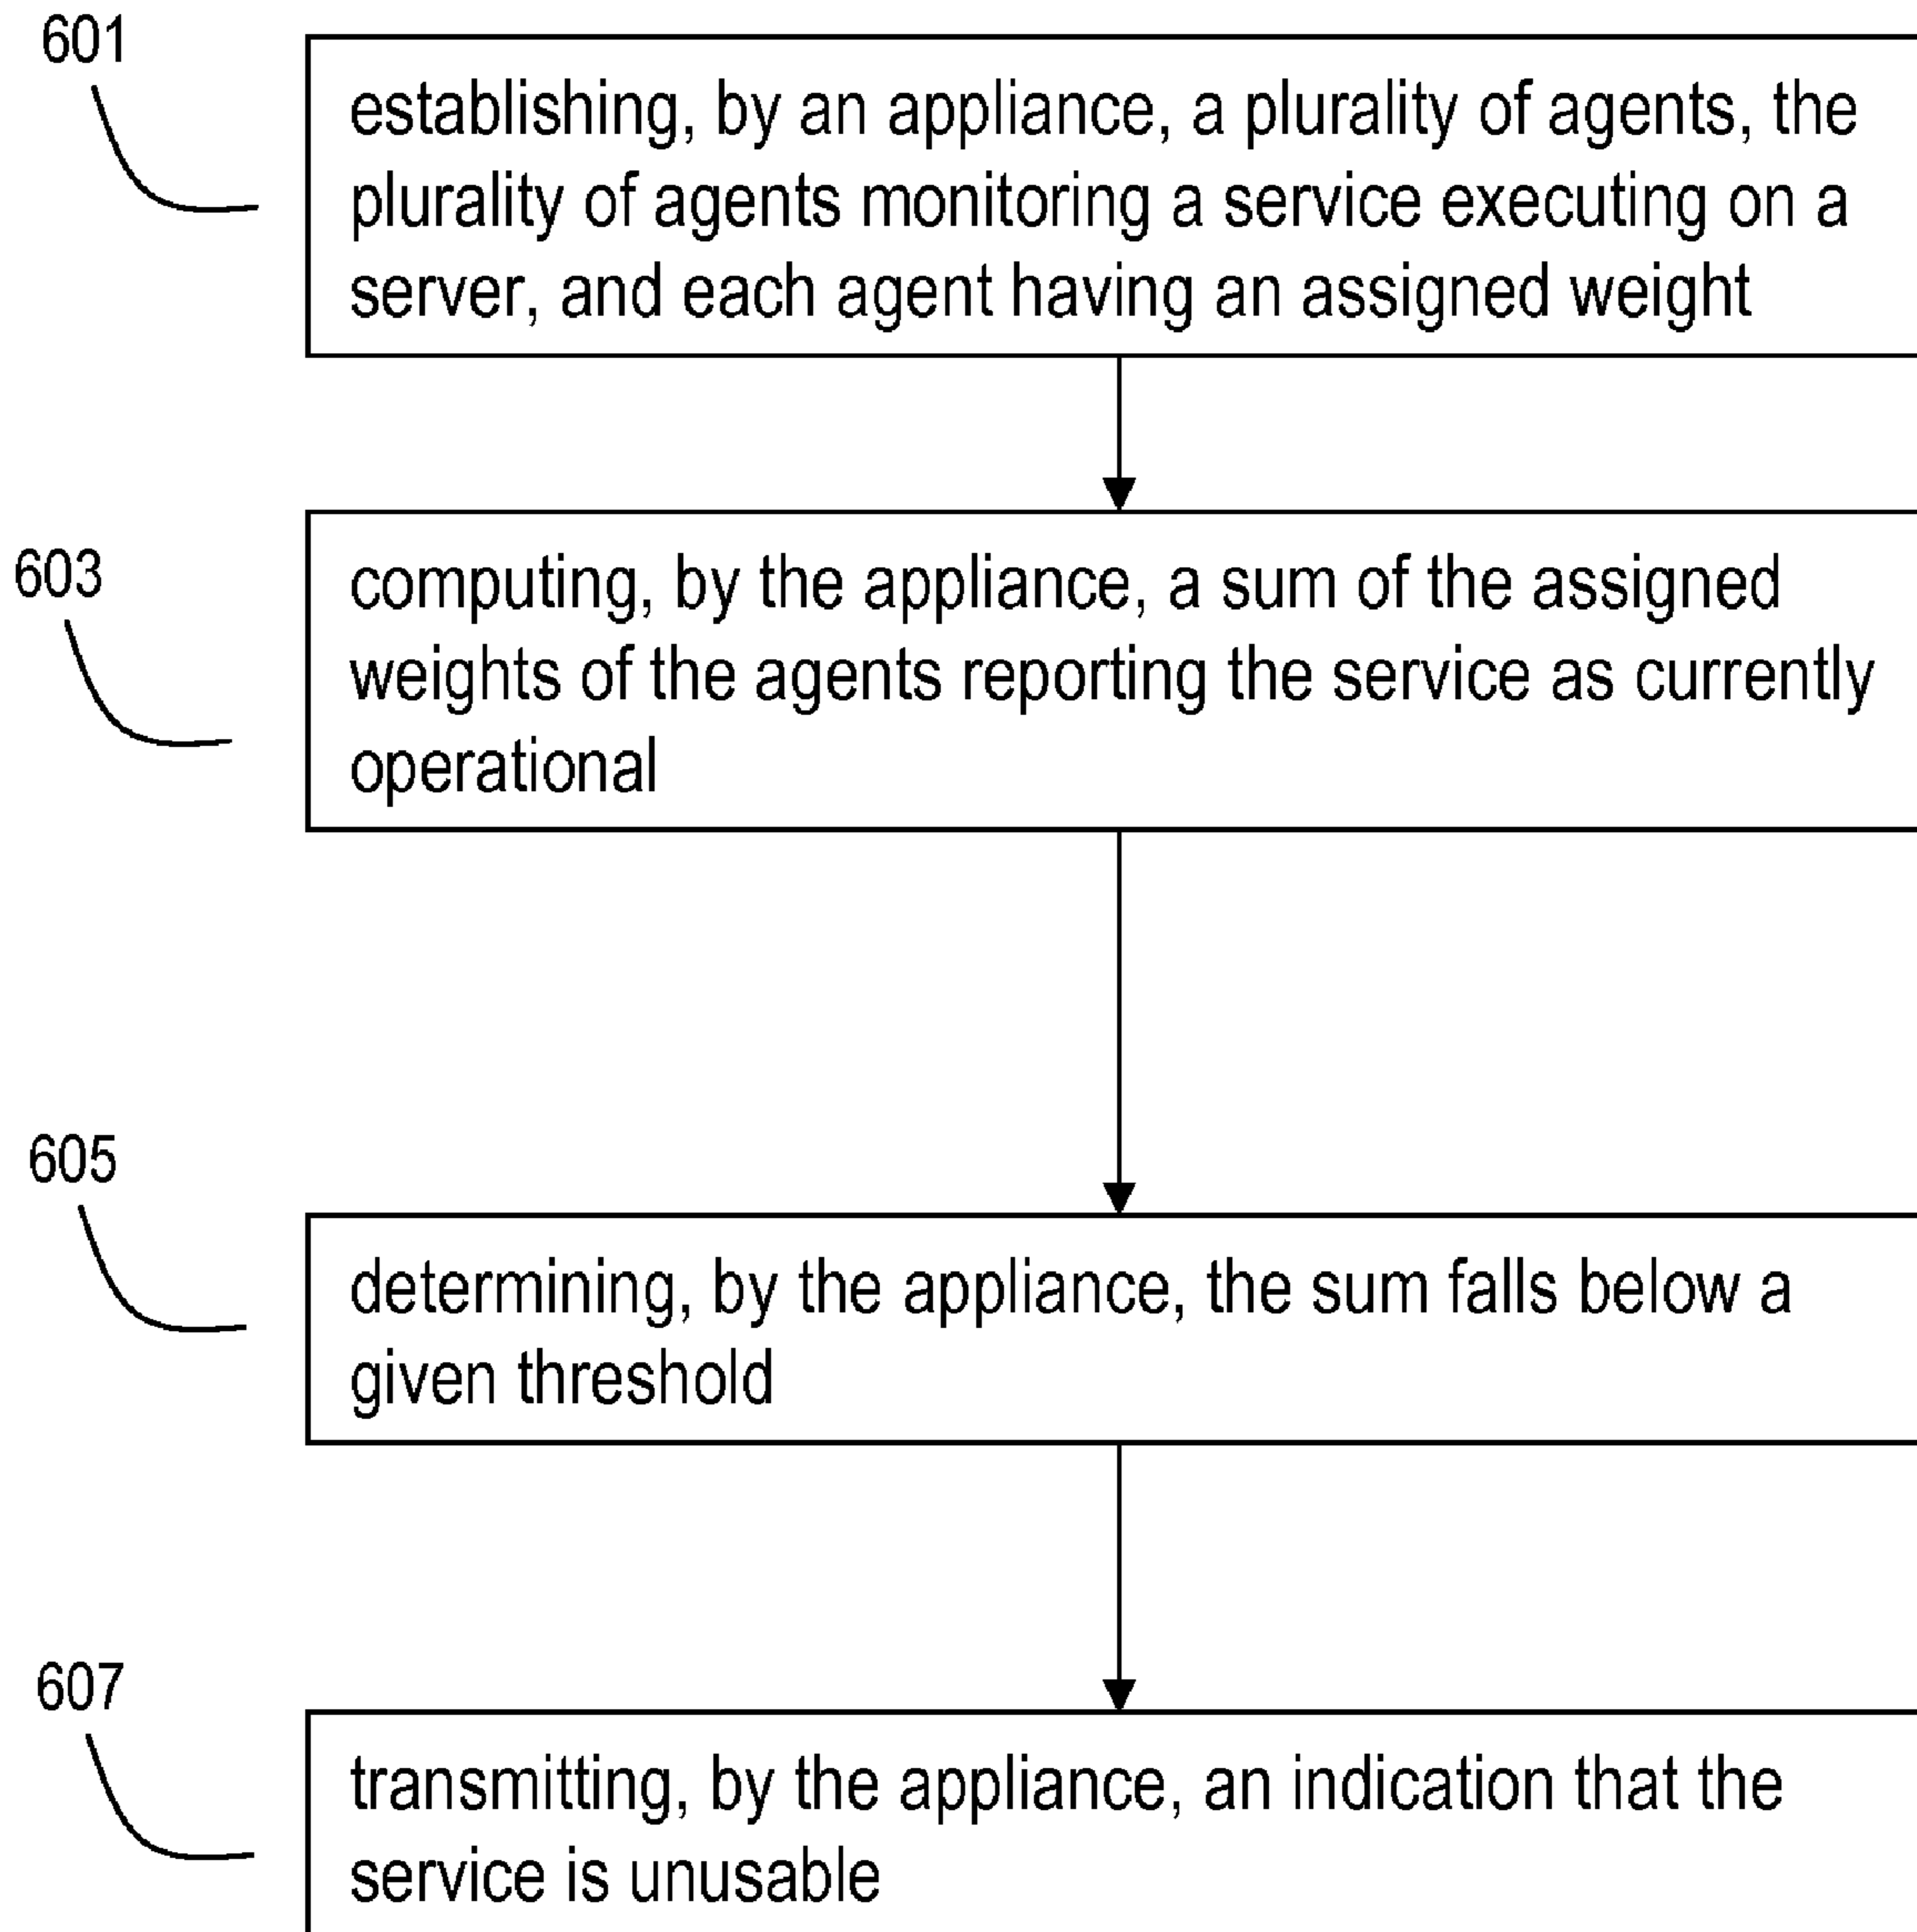 601
establishing, by an appliance, a plurality of agents, the
plurality of agents monitoring a service executing on a
server, and each agent having an assigned weight
603
computing, by the appliance, a sum of the assigned
weights of the agents reporting the service as currently
operational
605
determining, by the appliance, the sum falls below a
given threshold
607
transmitting, by the appliance, an indication that the
service is unusable